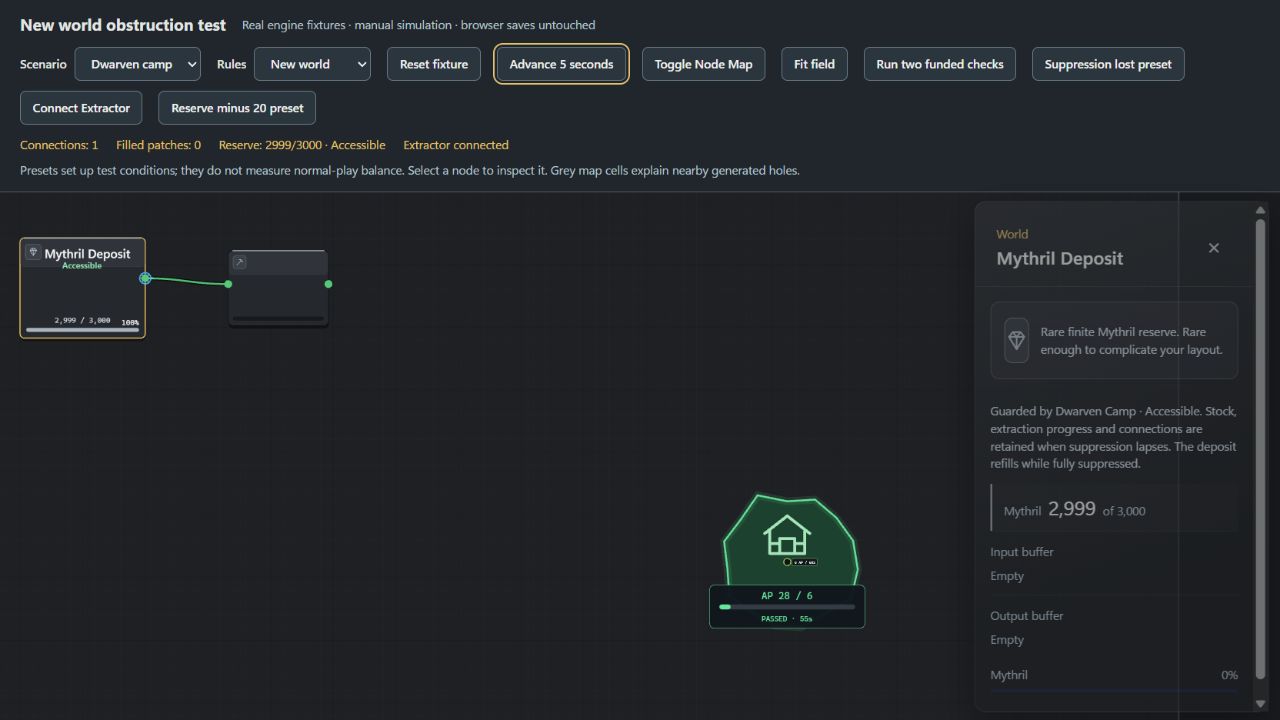 New world obstruction test
Real engine fixtures · manual simulation · browser saves untouched
Scenario
Dwarven camp
Rules
New world
Reset fixture
Advance 5 seconds
Toggle Node Map
Fit field
Run two funded checks
Suppression lost preset
Connect Extractor
Reserve minus 20 preset
Connections: 1
Filled patches: 0
Reserve: 2999/3000 · Accessible
Extractor connected
Presets set up test conditions; they do not measure normal-play balance. Select a node to inspect it. Grey map cells explain nearby generated holes.
Mythril Deposit
Accessible
2,999 / 3,000
100%
AP 28 / 6
PASSED · 55s
World
Mythril Deposit
Rare finite Mythril reserve. Rare
enough to complicate your layout.
Guarded by Dwarven Camp · Accessible. Stock,
extraction progress and connections are
retained when suppression lapses. The deposit
refills while fully suppressed.
Mythril 2,999 of 3,000
Input buffer
Empty
Output buffer
Empty
Mythril
0%